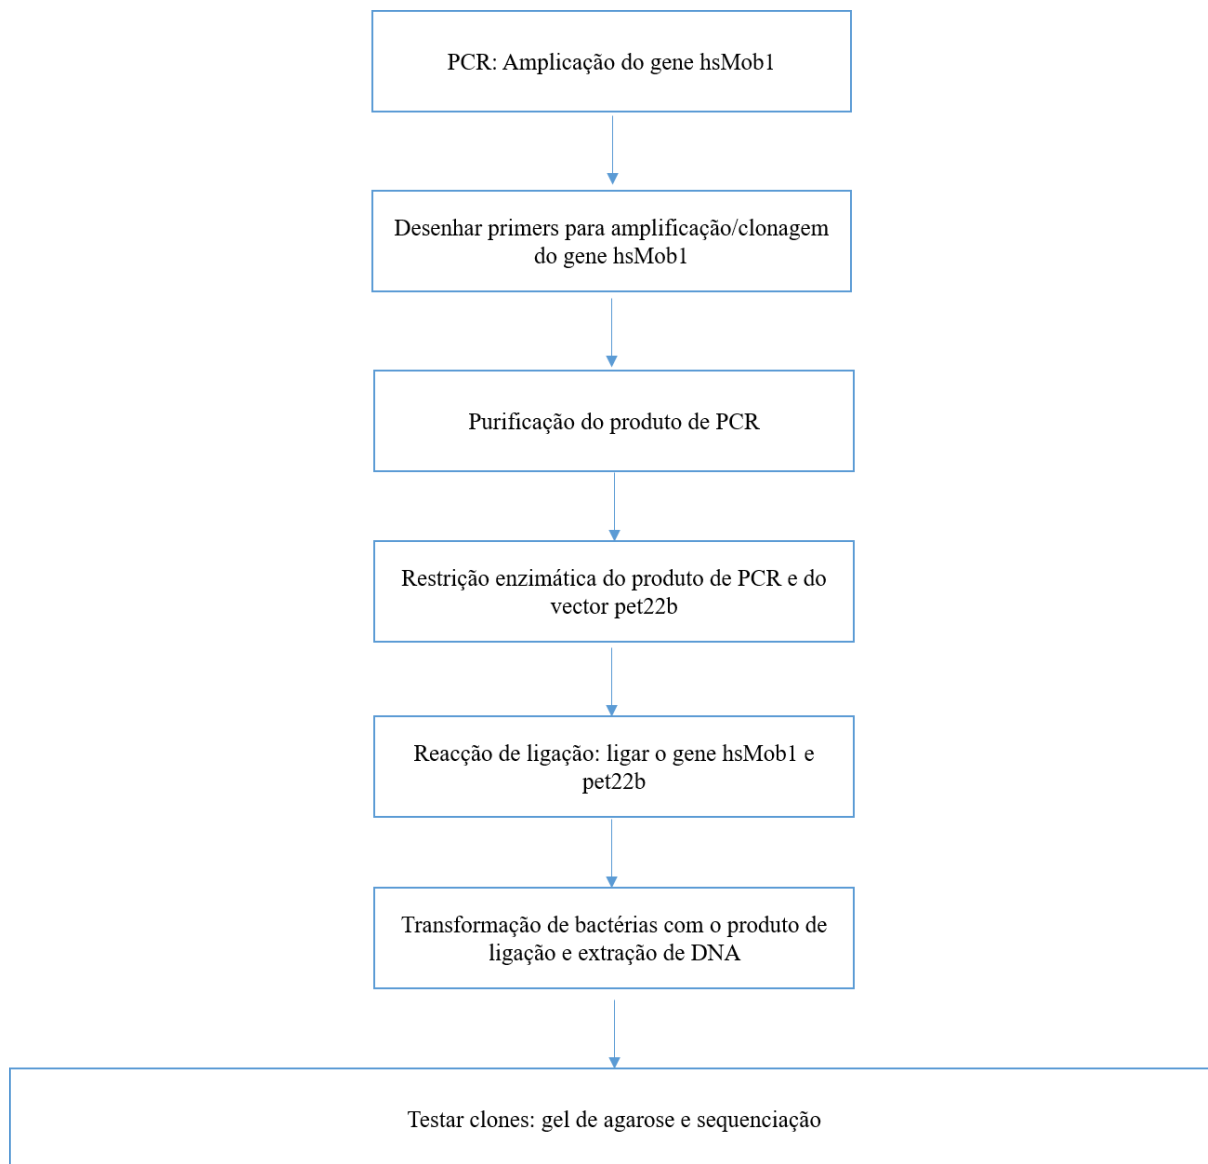 PCR: Amplicação do gene hsMob1
Desenhar primers para amplificação/clonagem
do gene hsMob1
Purificação do produto de PCR
Restrição enzimática do produto de PCR e do
vector pet22b
Reacção de ligação: ligar o gene hsMob1 e
pet22b
Transformação de bactérias com o produto de
ligação e extração de DNA
Testar clones: gel de agarose e sequenciação